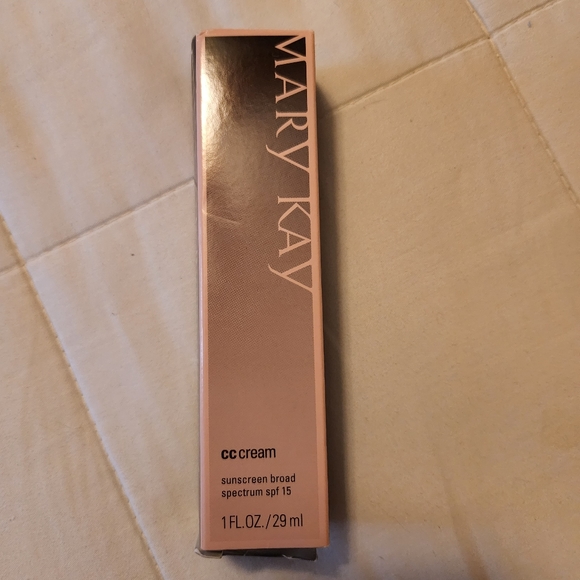 MARY KAY
cc cream
sunscreen broad
spectrum spf 15
1 FL.OZ./29 ml